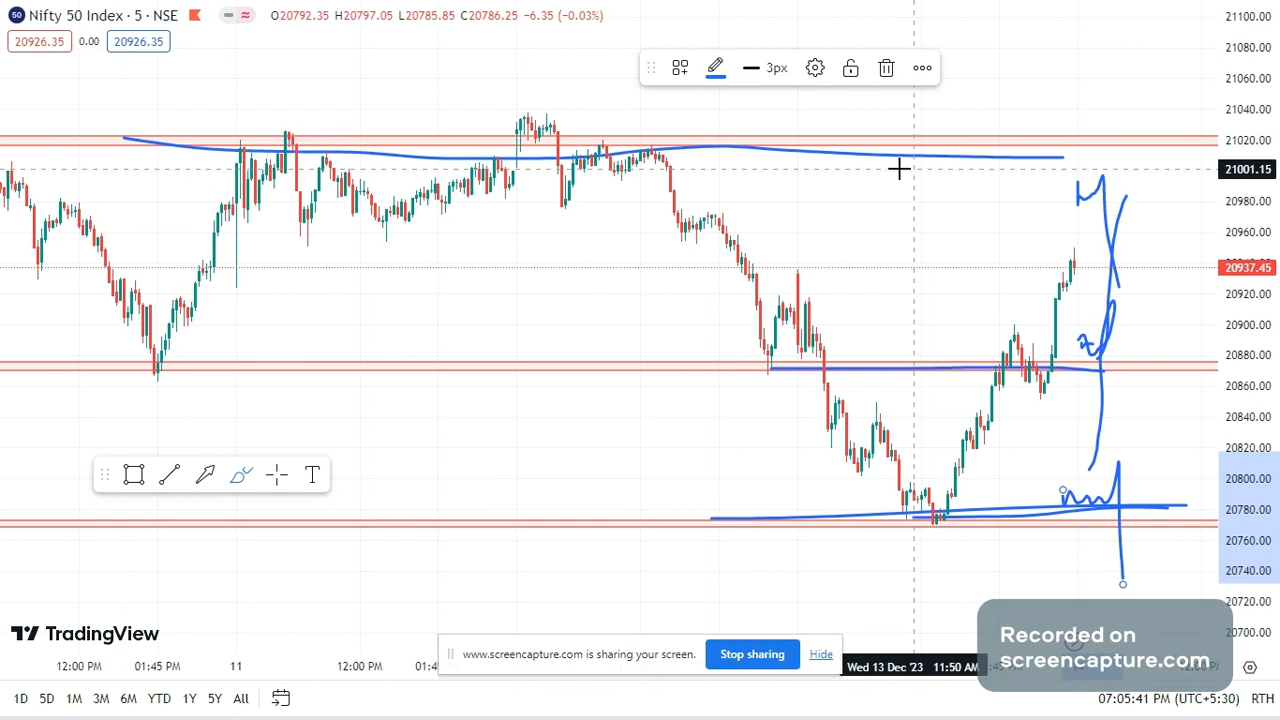 50 Nifty 50 Index · 5 · NSE O20792.35 H20797.05 L20785.85 C20786.25 -6.35 (-0.03%)
20926.35 0.00 20926.35
3px
21100.00
21080.00
21060.00
21040.00
21020.00
21001.15
20980.00
20960.00
20937.45
20920.00
20900.00
20880.00
20860.00
20840.00
20820.00
20800.00
20780.00
20760.00
20740.00
20720.00
20700.00
T
TradingView
www.screencapture.com is sharing your screen. Stop sharing Hide
Recorded on
screencapture.com
12:00 PM 01:45 PM 11 12:00 PM Wed 13 Dec '23 11:50 AM
1D 5D 1M 3M 6M YTD 1Y 5Y All 07:05:41 PM (UTC+5:30) RTH